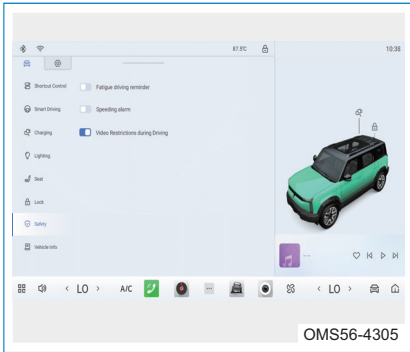 87.5℃
10:38
Shortcut Control
Fatigue driving reminder
Smart Driving
Speeding alarm
Charging
Video Restrictions during Driving
Lighting
Seat
Lock
Safety
Vehicle Info
...
< LO >
A/C
...
< LO >
OMS56-4305